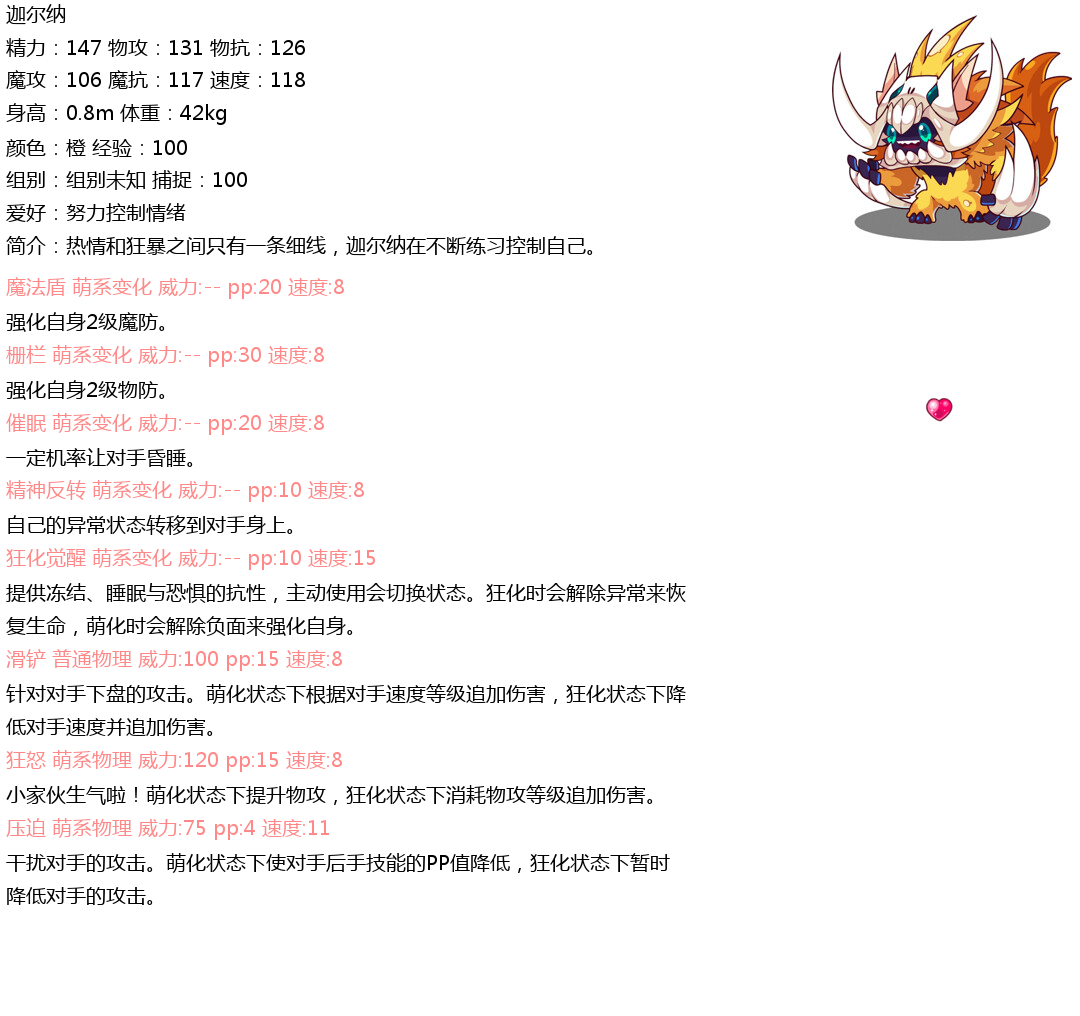 迦尔纳
精力：147 物攻：131 物抗：126
魔攻：106 魔抗：117 速度：118
身高：0.8m 体重：42kg
颜色：橙 经验：100
组别：组别未知 捕捉：100
爱好：努力控制情绪
简介：热情和狂暴之间只有一条细线，迦尔纳在不断练习控制自己。
魔法盾 萌系变化 威力:-- pp:20 速度:8
强化自身2级魔防。
栅栏 萌系变化 威力:-- pp:30 速度:8
强化自身2级物防。
催眠 萌系变化 威力:-- pp:20 速度:8
一定机率让对手昏睡。
精神反转 萌系变化 威力:-- pp:10 速度:8
自己的异常状态转移到对手身上。
狂化觉醒 萌系变化 威力:-- pp:10 速度:15
提供冻结、睡眠与恐惧的抗性，主动使用会切换状态。狂化时会解除异常来恢
复生命，萌化时会解除负面来强化自身。
滑铲 普通物理 威力:100 pp:15 速度:8
针对对手下盘的攻击。萌化状态下根据对手速度等级追加伤害，狂化状态下降
低对手速度并追加伤害。
狂怒 萌系物理 威力:120 pp:15 速度:8
小家伙生气啦！萌化状态下提升物攻，狂化状态下消耗物攻等级追加伤害。
压迫 萌系物理 威力:75 pp:4 速度:11
干扰对手的攻击。萌化状态下使对手后手技能的PP值降低，狂化状态下暂时
降低对手的攻击。